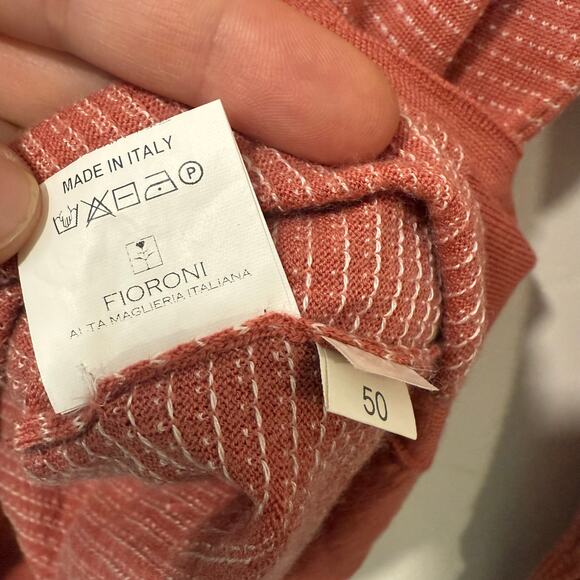 MADE IN ITALY
P
FIORONI
ALTA MAGLIERIA ITALIANA
50